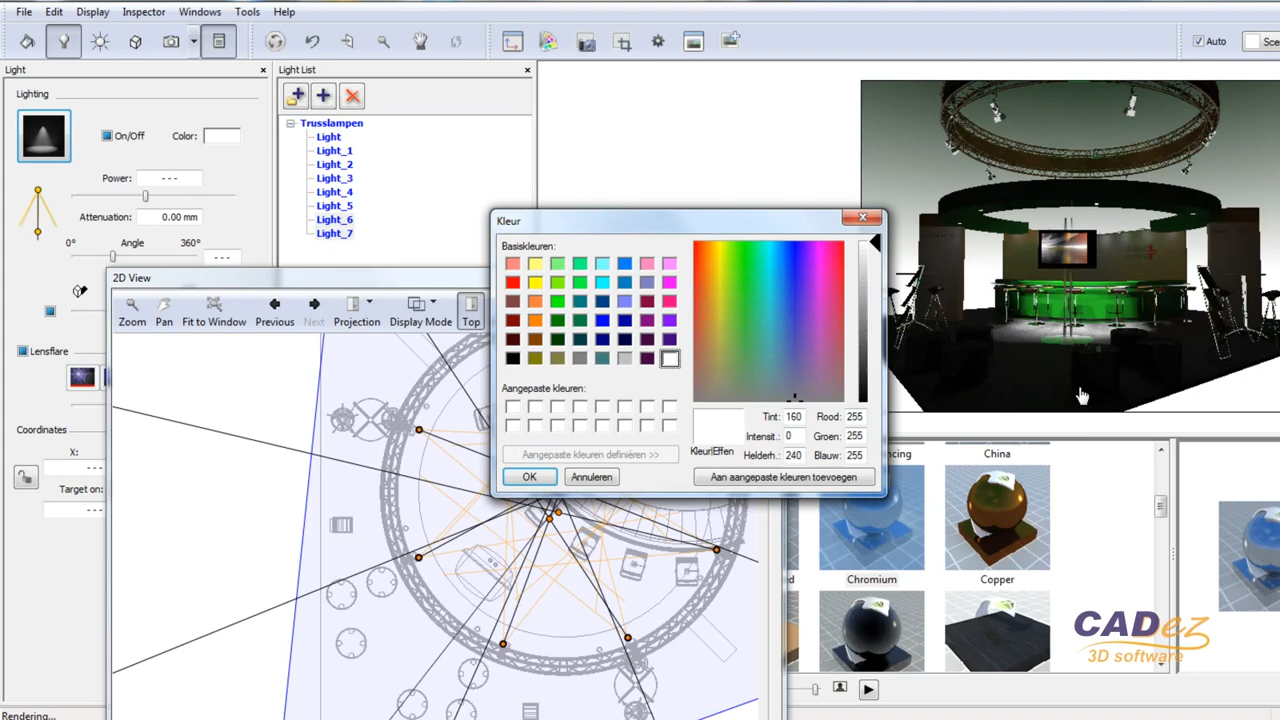 File Edit Display Inspector Windows Tools Help
Auto
Light
Light List
Lighting
On/Off
Color:
Power:
- - -
Attenuation:
0.00 mm
0° Angle 360°
- - -
Lensflare
Coordinates
X:
- - -
Target on:
- - -
Rendering...
Trusslampen
Light
Light_1
Light_2
Light_3
Light_4
Light_5
Light_6
Light_7
2D View
Zoom Pan Fit to Window Previous Next Projection Display Mode Top
Kleur
Basiskleuren:
Aangepaste kleuren:
Aangepaste kleuren definiëren >>
OK Annuleren
Kleur|Effen
Tint: 160 Rood: 255
Intensit.: 0 Groen: 255
Helderh.: 240 Blauw: 255
Aan aangepaste kleuren toevoegen
China
Chromium
Copper
CADez
3D software